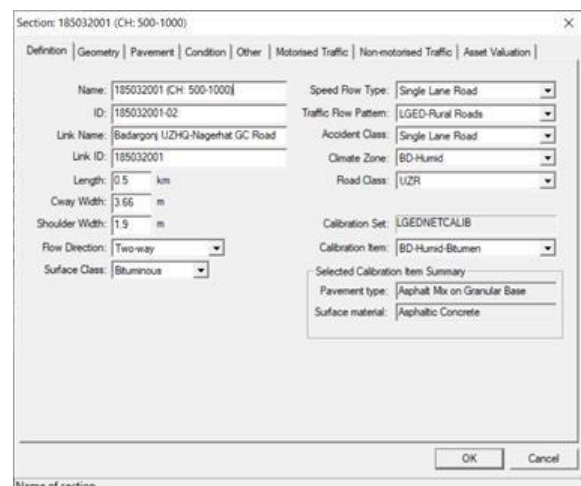 Section: 185032001 (CH: 500-1000)
Definition Geometry Pavement Condition Other Motorised Traffic Non-motorised Traffic Asset Valuation
Name: 185032001 (CH: 500-1000) Speed Flow Type: Single Lane Road
ID: 185032001-02 Traffic Flow Pattern: LGED-Rural Roads
Link Name: Badargonj UZHQ-Nagerhat GC Road Accident Class: Single Lane Road
Link ID: 185032001 Climate Zone: BD-Humid
Length: 0.5 km Road Class: UZR
Cway Width: 3.66 m
Shoulder Width: 1.9 m Calibration Set: LGEDNETCALIB
Flow Direction: Two-way Calibration Item: BD-Humid-Bitumen
Surface Class: Bituminous Selected Calibration Item Summary
Pavement type: Asphalt Mix on Granular Base
Surface material: Asphaltic Concrete
OK Cancel
Name of section